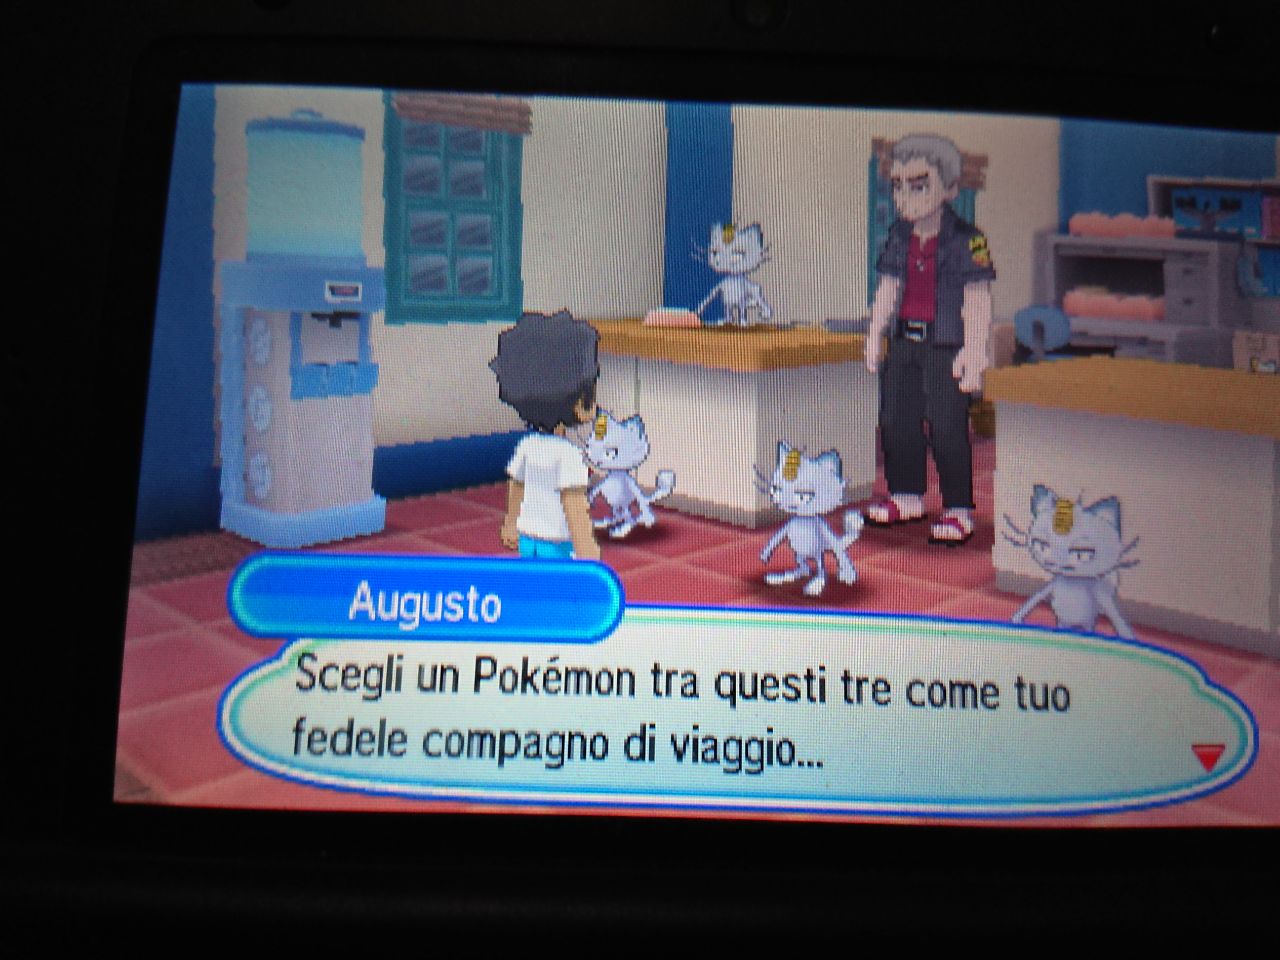 Augusto
Scegli un Pokémon tra questi tre come tuo
fedele compagno di viaggio...